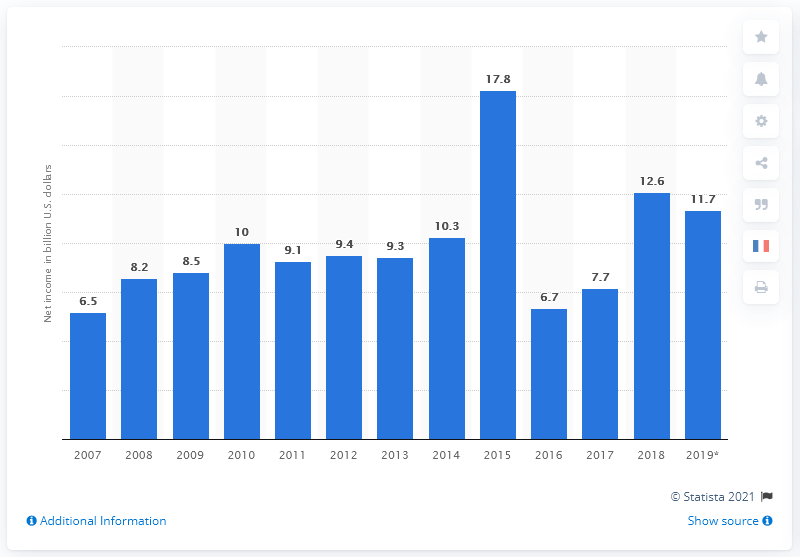 Net income in billion U.S. dollars
6.5
8.2
8.5
10
9.1
9.4
9.3
10.3
17.8
6.7
7.7
12.6
11.7
2007 2008 2009 2010 2011 2012 2013 2014 2015 2016 2017 2018 2019*
© Statista 2021
Additional Information
Show source